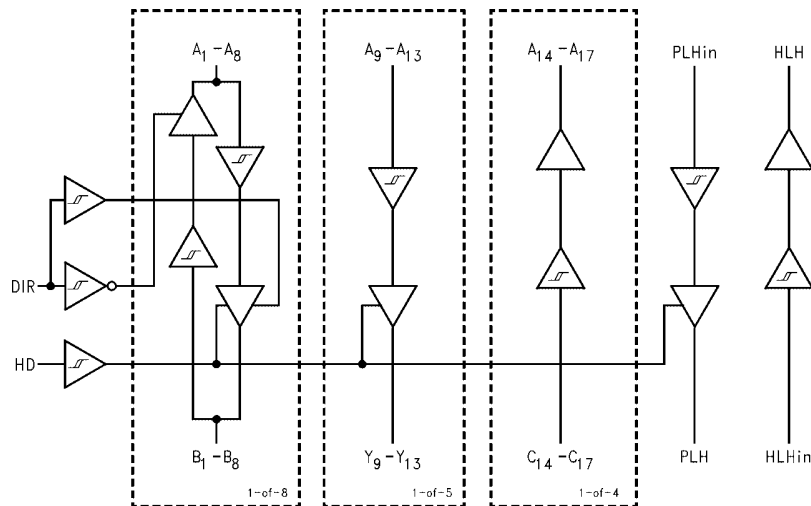 A1 –A8
A9 –A13
A14 –A17
PLHin
HLH
DIR
HD
B1 –B8
Y9 –Y13
C14 –C17
PLH
HLHin
1-of-8
1-of-5
1-of-4